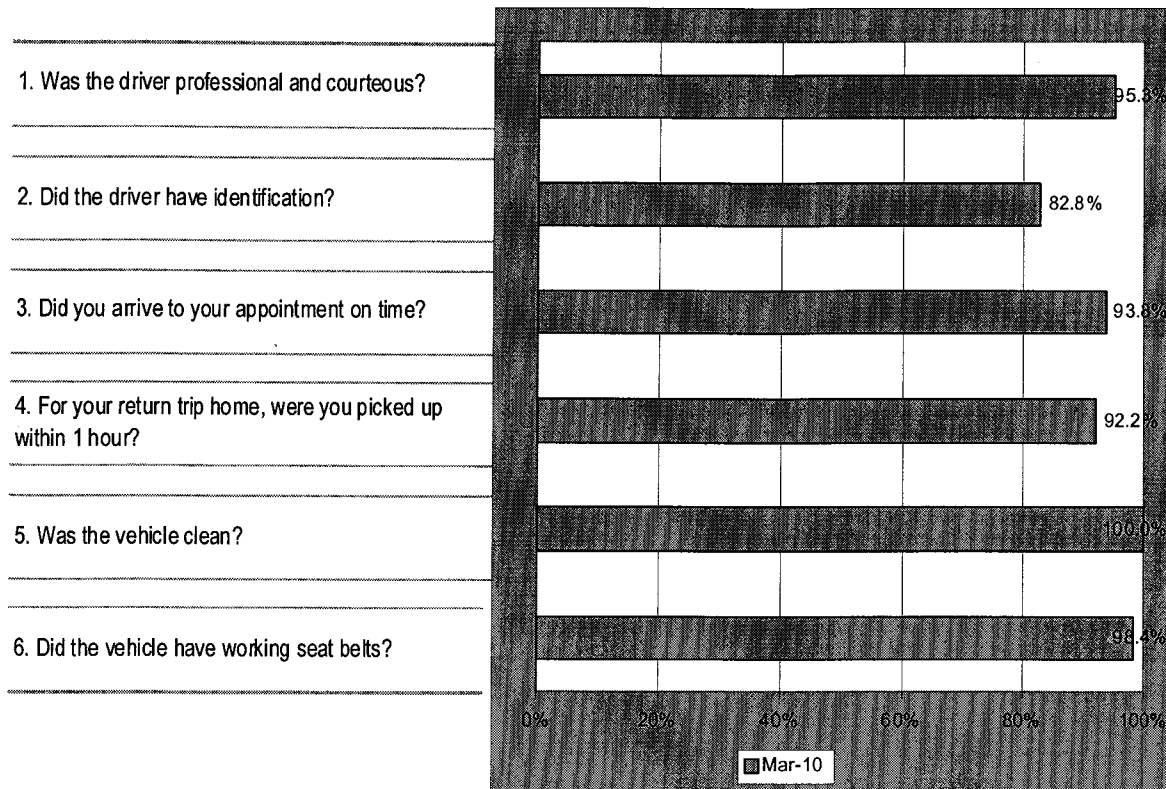 1. Was the driver professional and courteous?
95.3%
2. Did the driver have identification?
82.8%
3. Did you arrive to your appointment on time?
93.8%
4. For your return trip home, were you picked up
within 1 hour?
92.2%
5. Was the vehicle clean?
100.0%
6. Did the vehicle have working seat belts?
98.4%
0% 20% 40% 60% 80% 100%
Mar-10